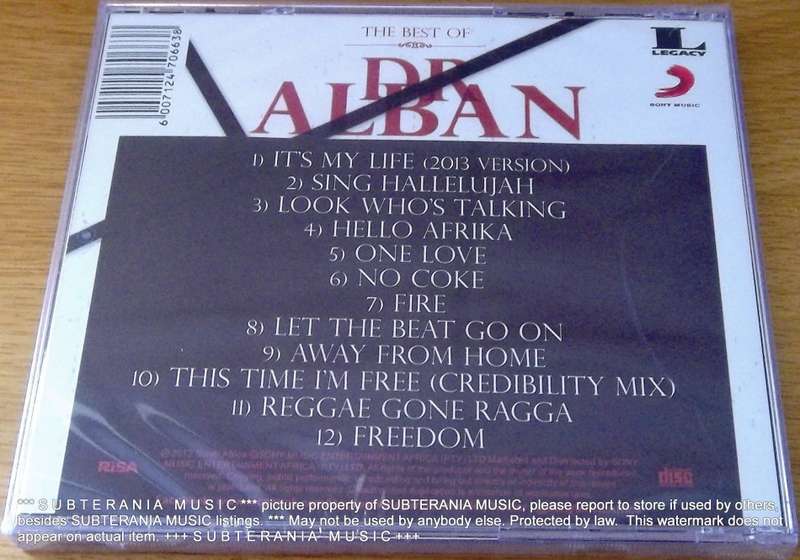 6 007124 706638
THE BEST OF
DR
ALBAN
LEGACY
SONY MUSIC
1) IT'S MY LIFE (2013 VERSION)
2) SING HALLELUJAH
3) LOOK WHO'S TALKING
4) HELLO AFRIKA
5) ONE LOVE
6) NO COKE
7) FIRE
8) LET THE BEAT GO ON
9) AWAY FROM HOME
10) THIS TIME I'M FREE (CREDIBILITY MIX)
11) REGGAE GONE RAGGA
12) FREEDOM
RiSA
disc
*** S U B T E R A N I A   M U S I C *** picture property of SUBTERANIA MUSIC, please report to store if used by others,
besides SUBTERANIA MUSIC listings. *** May not be used by anybody else. Protected by law.  This watermark does not
appear on actual item. +++ S U B T E R A N I A ' M U S I C +++